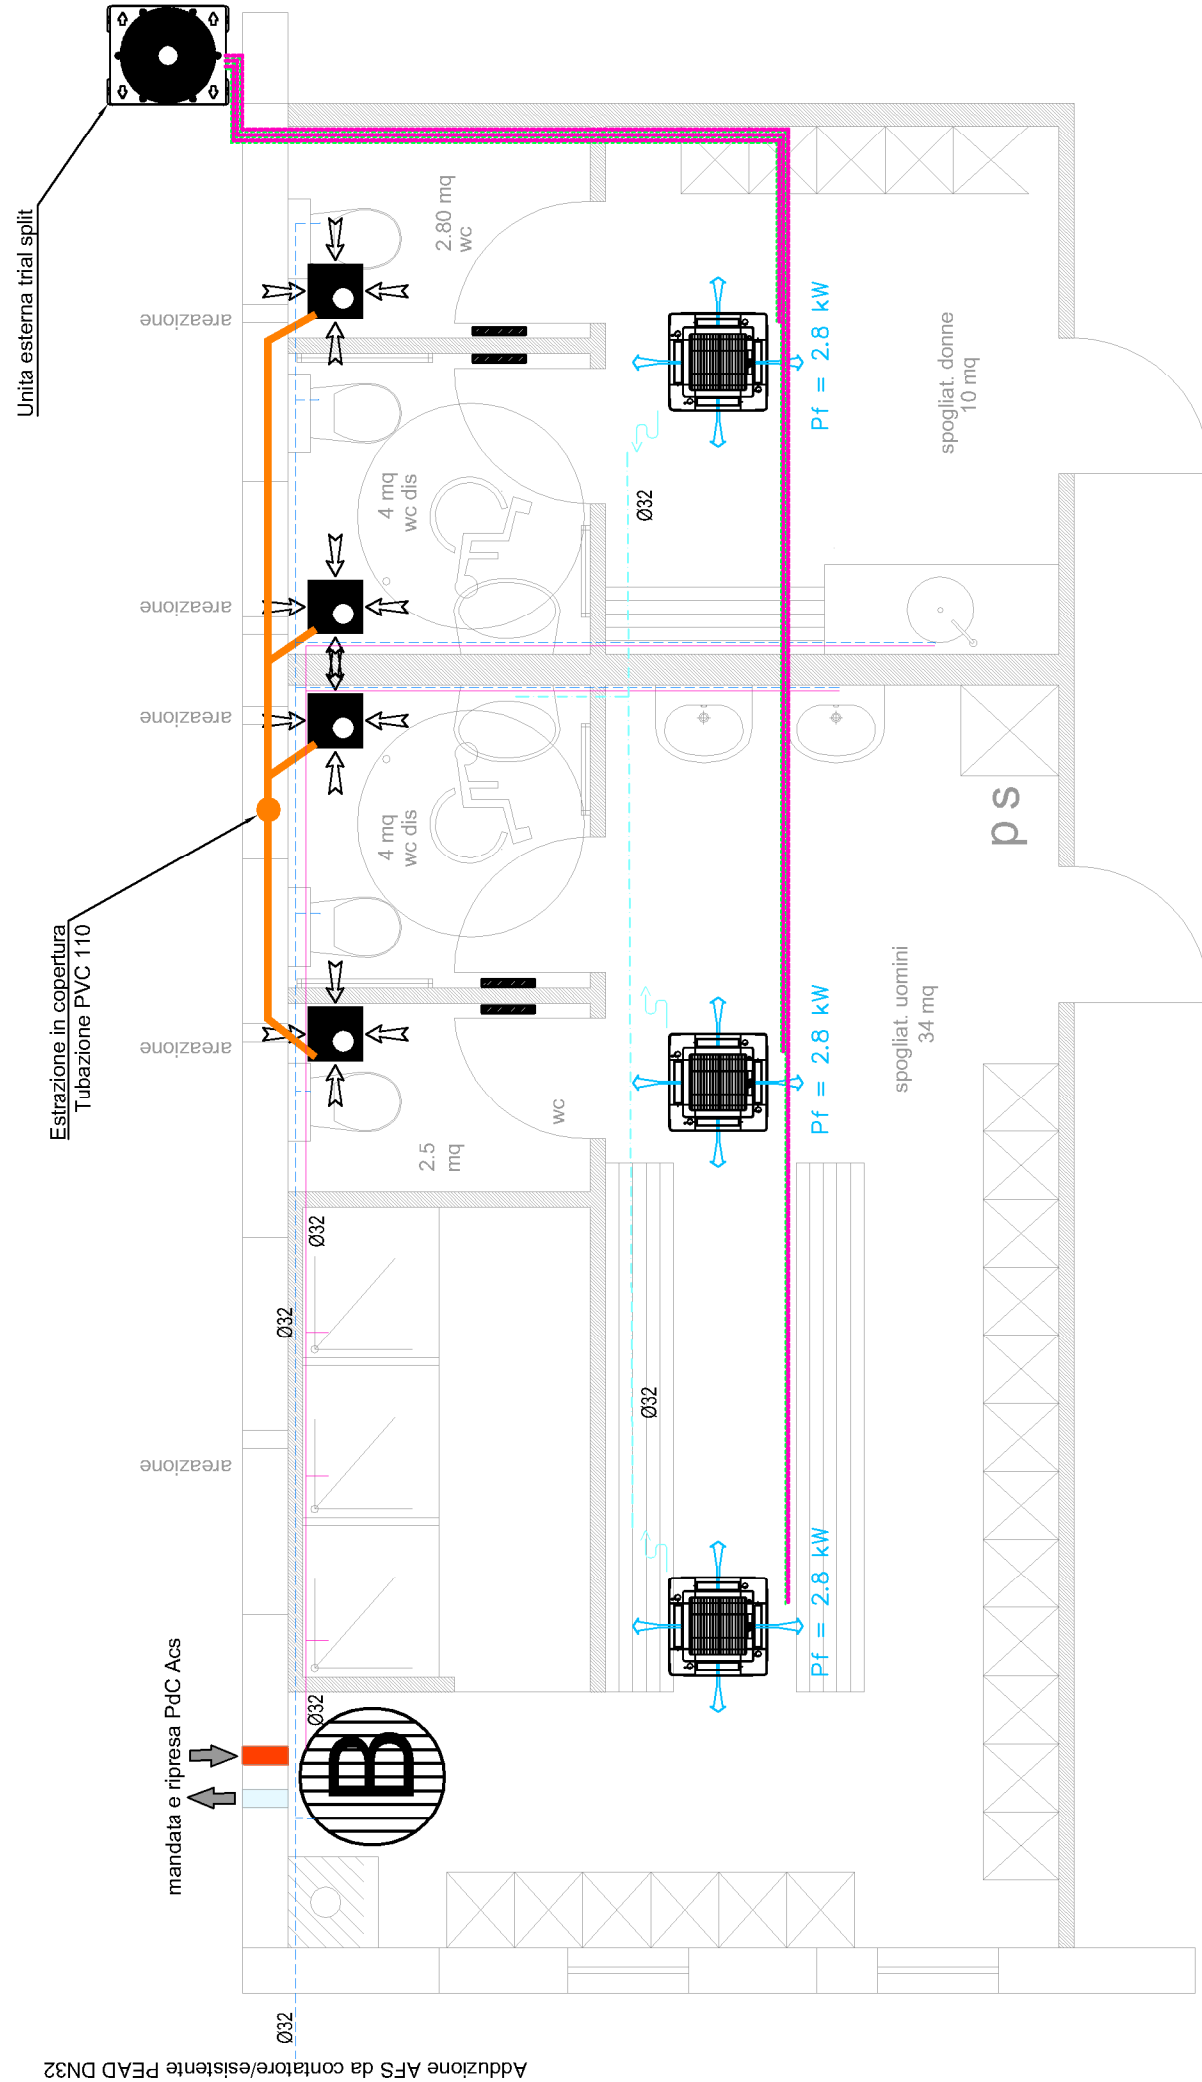 Unita esterna trial split
2.80 mq
wc
areazione
Pf = 2.8 kW
spogliat. donne
10 mq
4 mq
wc dis
Ø32
areazione
areazione
4 mq
wc dis
ps
Estrazione in copertura
Tubazione PVC 110
areazione
spogliat. uomini
34 mq
Pf = 2.8 kW
wc
2.5
mq
Ø32
Ø32
Ø32
areazione
Pf = 2.8 kW
mandata e ripresa PdC Acs
Ø32
B
Ø32
Adduzione AFS da contatore/esistente PEAD DN32